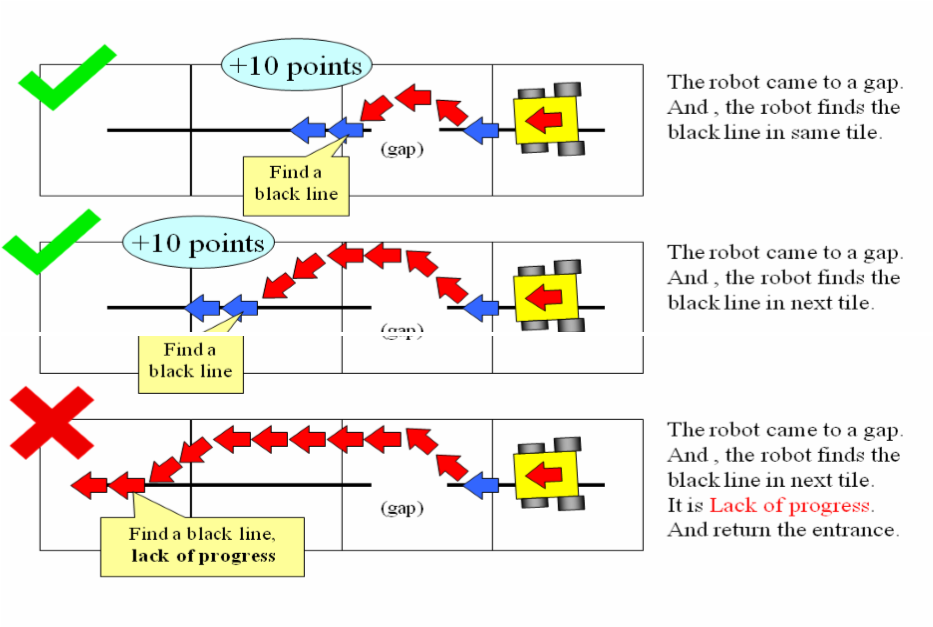 +10 points
The robot came to a gap.
And , the robot finds the
black line in same tile.
(gap)
Find a
black line
+10 points
The robot came to a gap.
And , the robot finds the
black line in next tile.
(gap)
Find a
black line
The robot came to a gap.
And , the robot finds the
black line in next tile.
It is Lack of progress.
And return the entrance.
(gap)
Find a black line,
lack of progress